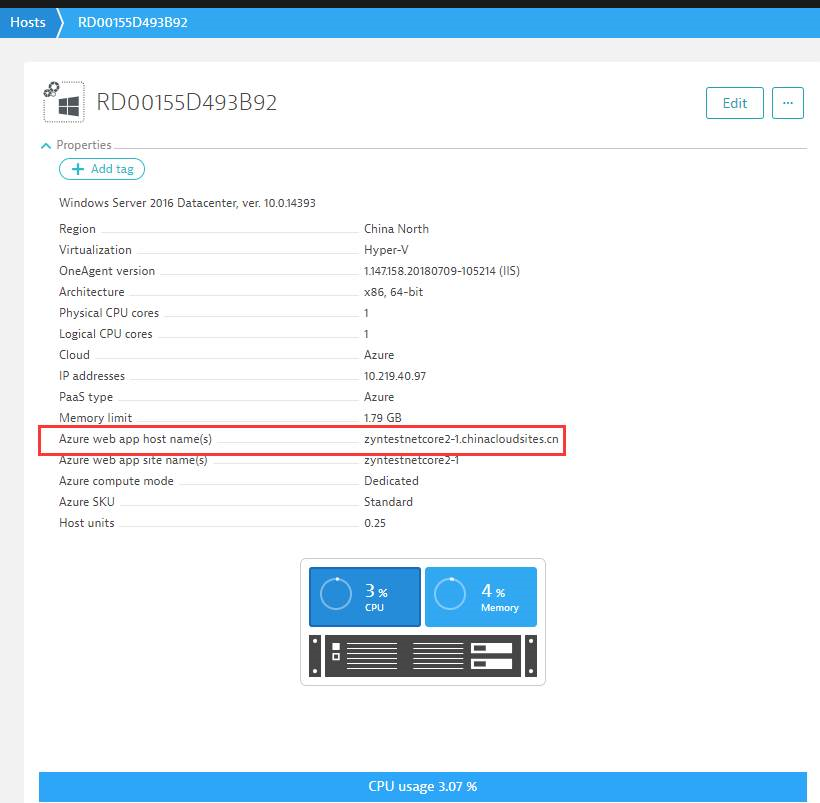 Hosts RD00155D493B92
RD00155D493B92
Edit ...
Properties
+ Add tag
Windows Server 2016 Datacenter, ver. 10.0.14393
Region China North
Virtualization Hyper-V
OneAgent version 1.147.158.20180709-105214 (IIS)
Architecture x86, 64-bit
Physical CPU cores 1
Logical CPU cores 1
Cloud Azure
IP addresses 10.219.40.97
PaaS type Azure
Memory limit 1.79 GB
Azure web app host name(s) zyntestnetcore2-1.chinacloudsites.cn
Azure web app site name(s) zyntestnetcore2-1
Azure compute mode Dedicated
Azure SKU Standard
Host units 0.25
3 % 4 %
CPU Memory
CPU usage 3.07 %